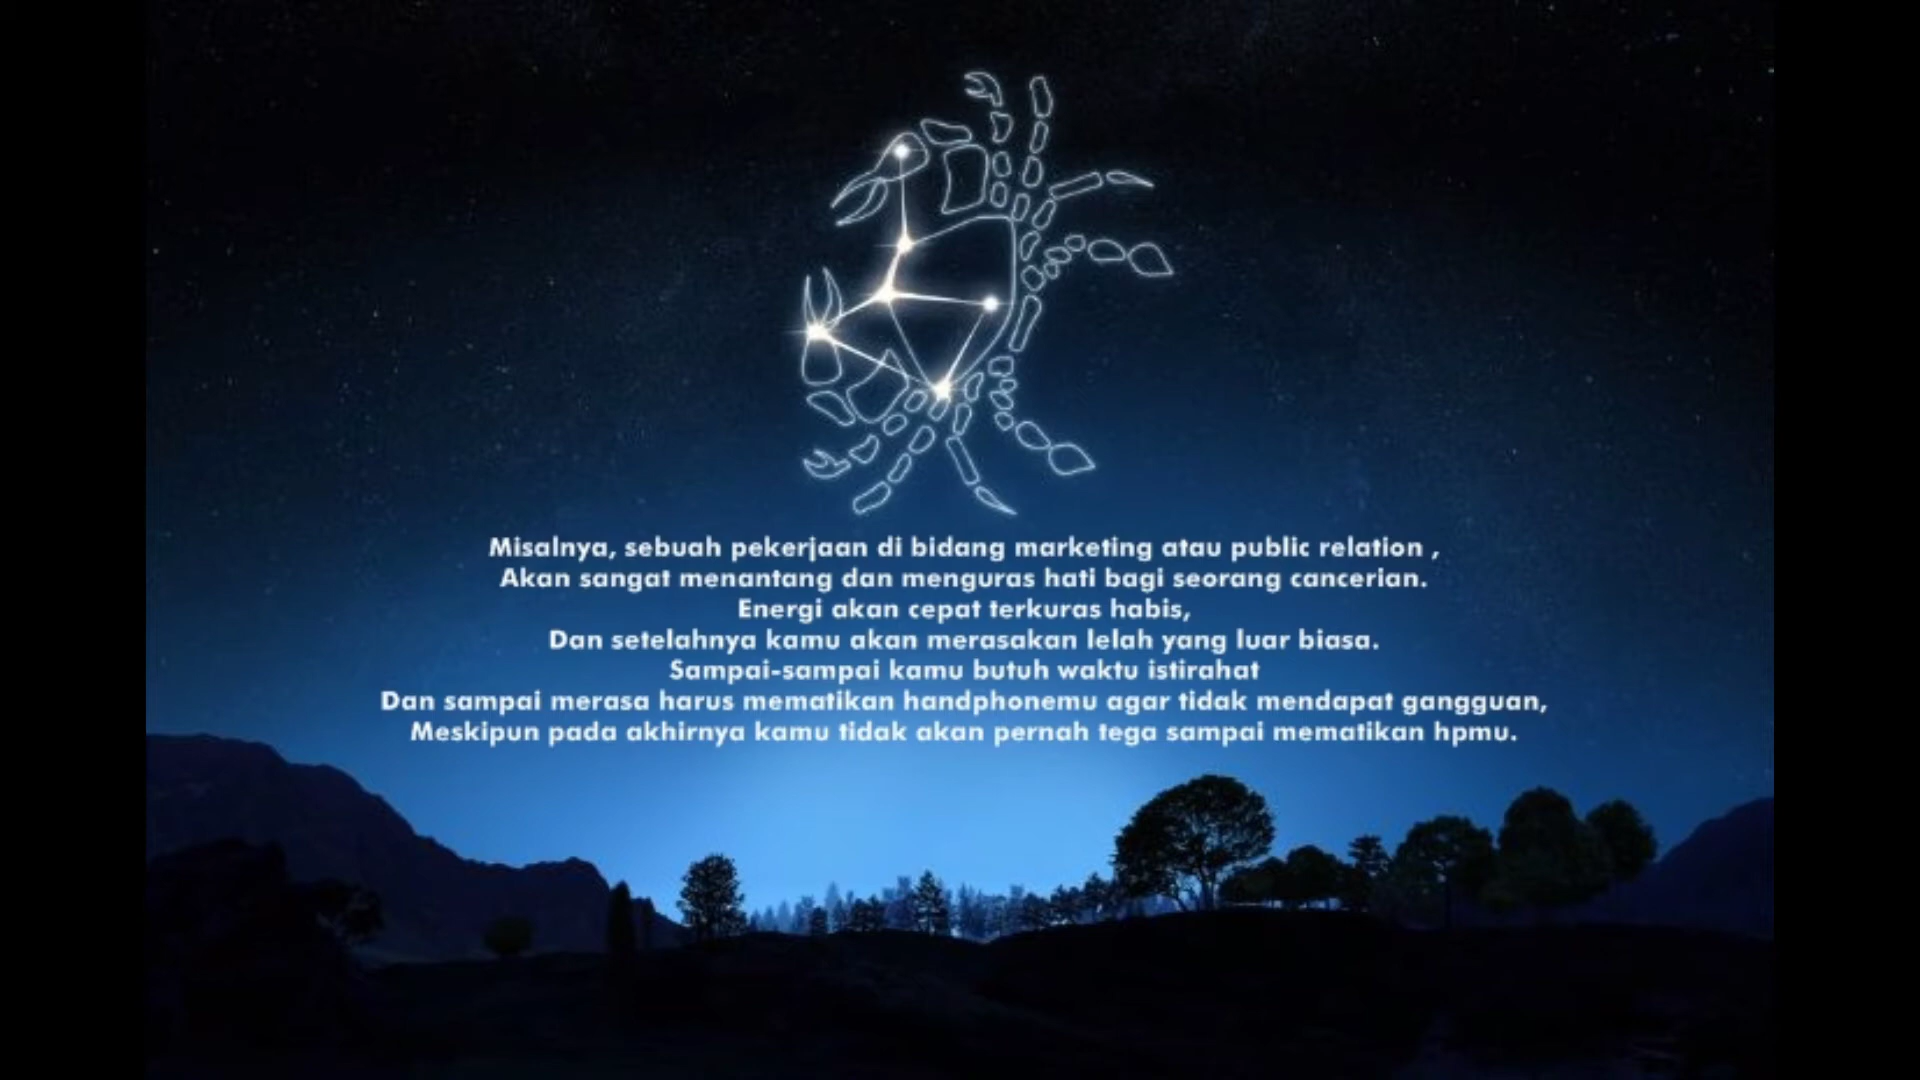 Misalnya, sebuah pekerjaan di bidang marketing atau public relation ,
Akan sangat menantang dan menguras hati bagi seorang cancerian.
Energi akan cepat terkuras habis,
Dan setelahnya kamu akan merasakan lelah yang luar biasa.
Sampai-sampai kamu butuh waktu istirahat
Dan sampai merasa harus mematikan handphonemu agar tidak mendapat gangguan,
Meskipun pada akhirnya kamu tidak akan pernah tega sampai mematikan hpmu.